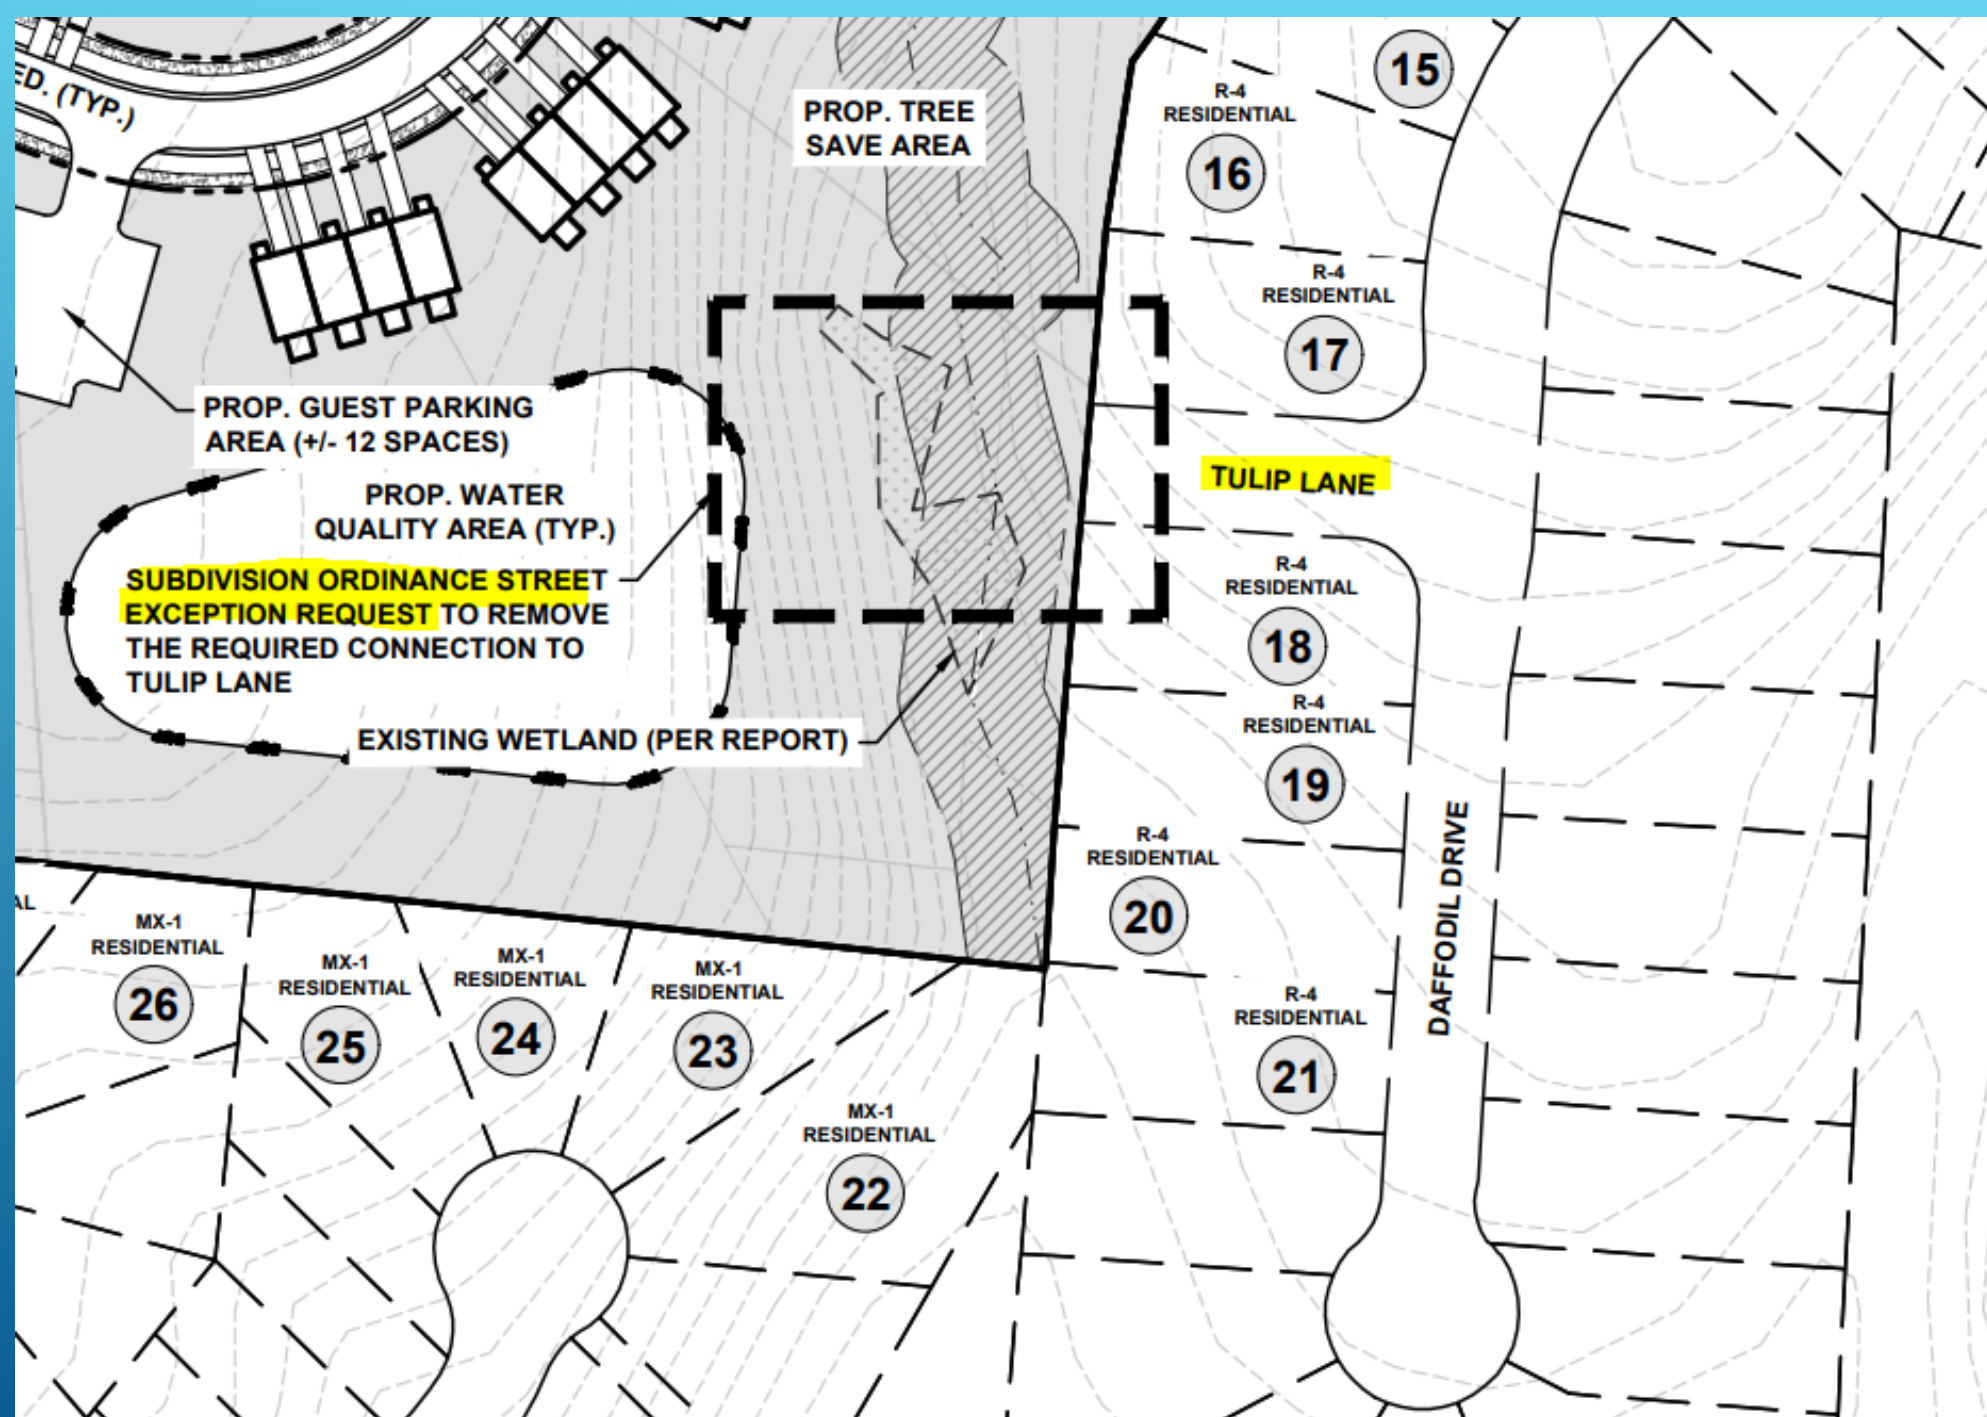 ED. (TYP.)
PROP. TREE
SAVE AREA
15
R-4
RESIDENTIAL
16
R-4
RESIDENTIAL
17
PROP. GUEST PARKING
AREA (+/- 12 SPACES)
PROP. WATER
QUALITY AREA (TYP.)
TULIP LANE
SUBDIVISION ORDINANCE STREET
EXCEPTION REQUEST TO REMOVE
THE REQUIRED CONNECTION TO
TULIP LANE
R-4
RESIDENTIAL
18
EXISTING WETLAND (PER REPORT)
R-4
RESIDENTIAL
19
R-4
RESIDENTIAL
20
DAFFODIL DRIVE
AL
MX-1
RESIDENTIAL
26
MX-1
RESIDENTIAL
25
MX-1
RESIDENTIAL
24
MX-1
RESIDENTIAL
23
R-4
RESIDENTIAL
21
MX-1
RESIDENTIAL
22